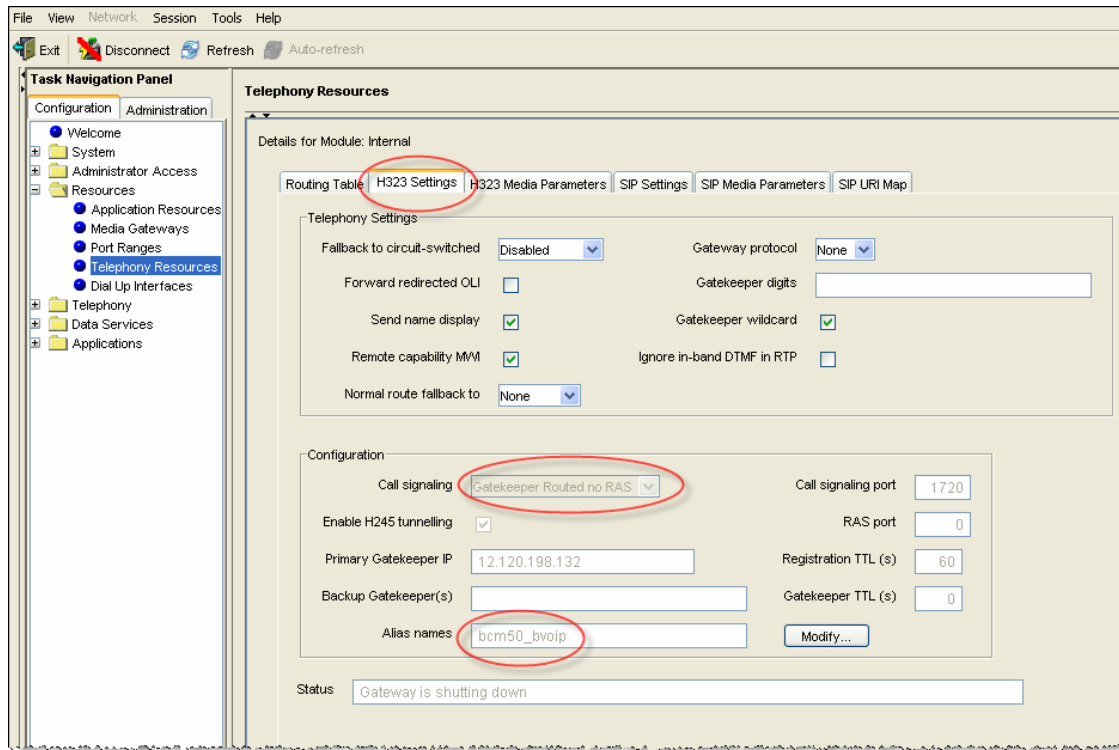 File View Network Session Tools Help
Exit Disconnect Refresh Auto-refresh
Task Navigation Panel
Configuration Administration
Welcome
System
Administrator Access
Resources
Application Resources
Media Gateways
Port Ranges
Telephony Resources
Dial Up Interfaces
Telephony
Data Services
Applications
Telephony Resources
Details for Module: Internal
Routing Table H323 Settings H323 Media Parameters SIP Settings SIP Media Parameters SIP URI Map
Telephony Settings
Fallback to circuit-switched Disabled Gateway protocol None
Forward redirected OLI Gatekeeper digits
Send name display Gatekeeper wildcard
Remote capability MWI Ignore in-band DTMF in RTP
Normal route fallback to None
Configuration
Call signaling Gatekeeper Routed no RAS Call signaling port 1720
Enable H245 tunnelling RAS port 0
Primary Gatekeeper IP 12.120.198.132 Registration TTL (s) 60
Backup Gatekeeper(s) Gatekeeper TTL (s) 0
Alias names bcm50_bvoip Modify...
Status Gateway is shutting down